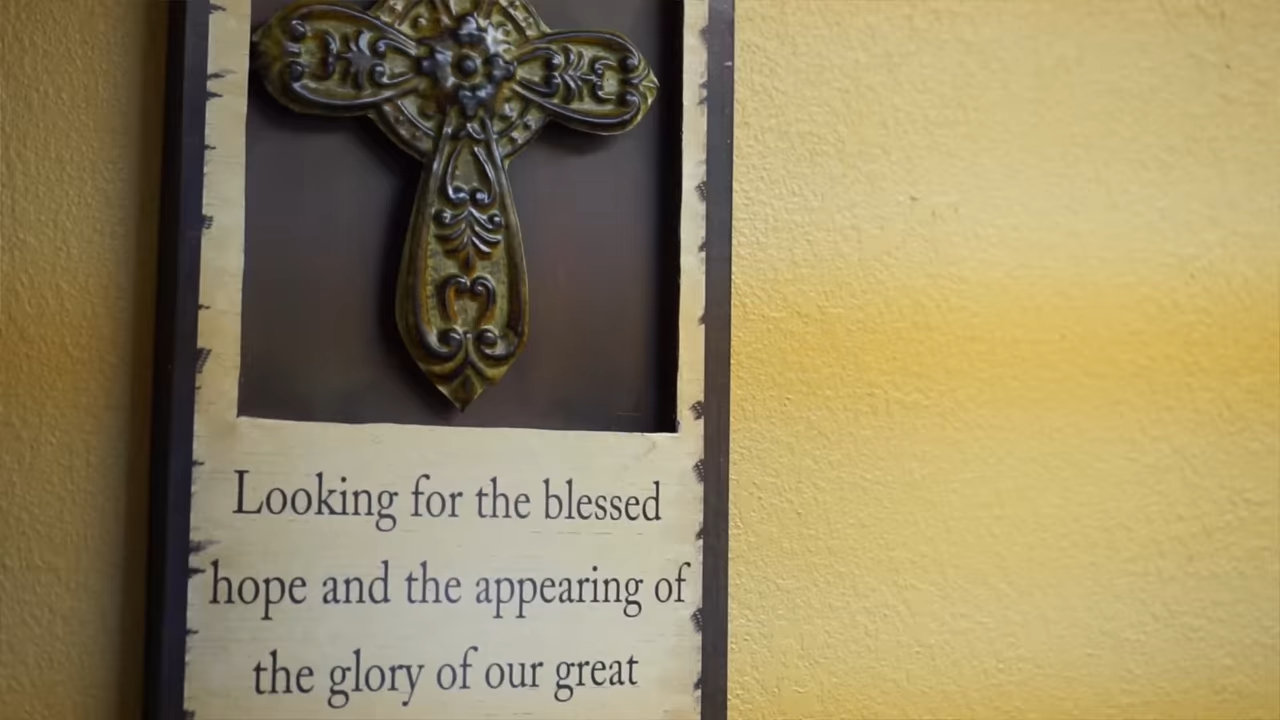 Looking for the blessed
hope and the appearing of
the glory of our great